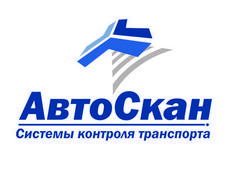 АвтоСкан
Системы контроля транспорта